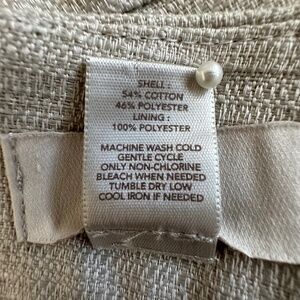 SHELL :
54% COTTON
46% POLYESTER
LINING :
100% POLYESTER
MACHINE WASH COLD
GENTLE CYCLE
ONLY NON-CHLORINE
BLEACH WHEN NEEDED
TUMBLE DRY LOW
COOL IRON IF NEEDED